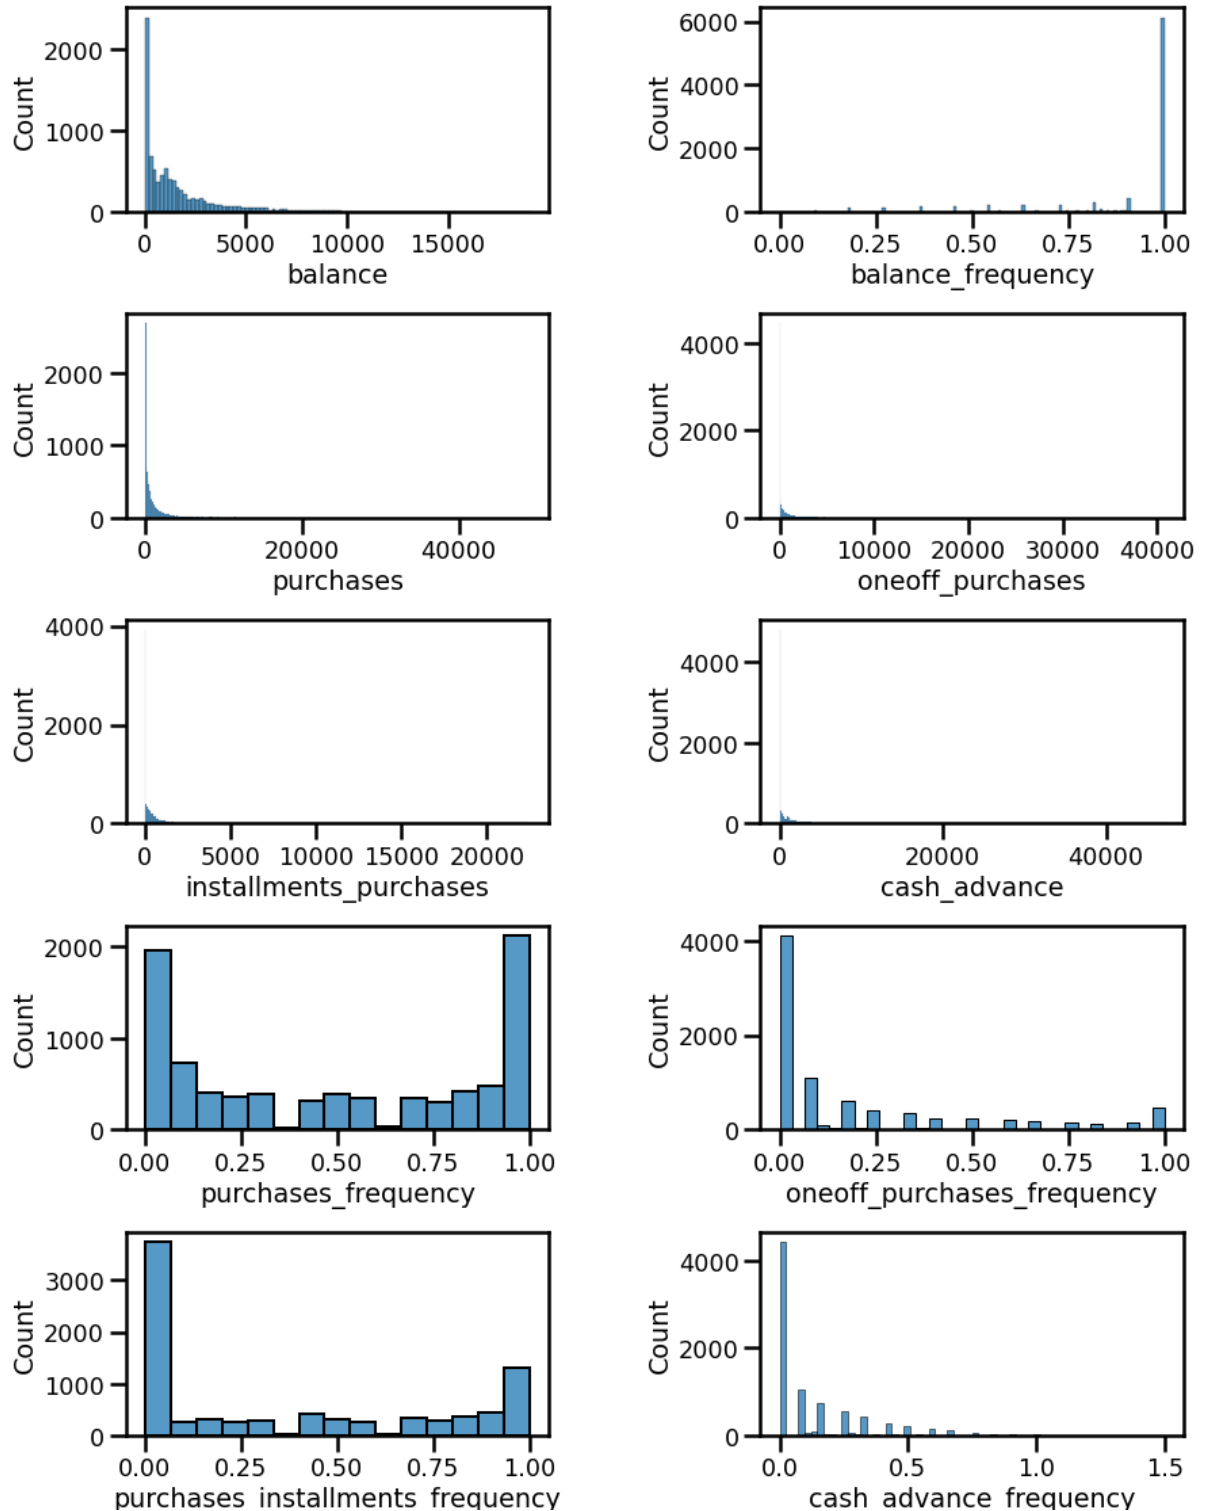 Count
2000
1000
0
0 5000 10000 15000
balance
Count
6000
4000
2000
0
0.00 0.25 0.50 0.75 1.00
balance_frequency
Count
2000
1000
0
0 20000 40000
purchases
Count
4000
2000
0
0 10000 20000 30000 40000
oneoff_purchases
Count
4000
2000
0
0 5000 10000 15000 20000
installments_purchases
Count
4000
2000
0
0 20000 40000
cash_advance
Count
2000
1000
0
0.00 0.25 0.50 0.75 1.00
purchases_frequency
Count
4000
2000
0
0.00 0.25 0.50 0.75 1.00
oneoff_purchases_frequency
Count
3000
2000
1000
0
0.00 0.25 0.50 0.75 1.00
purchases_installments_frequency
Count
4000
2000
0
0.0 0.5 1.0 1.5
cash_advance_frequency